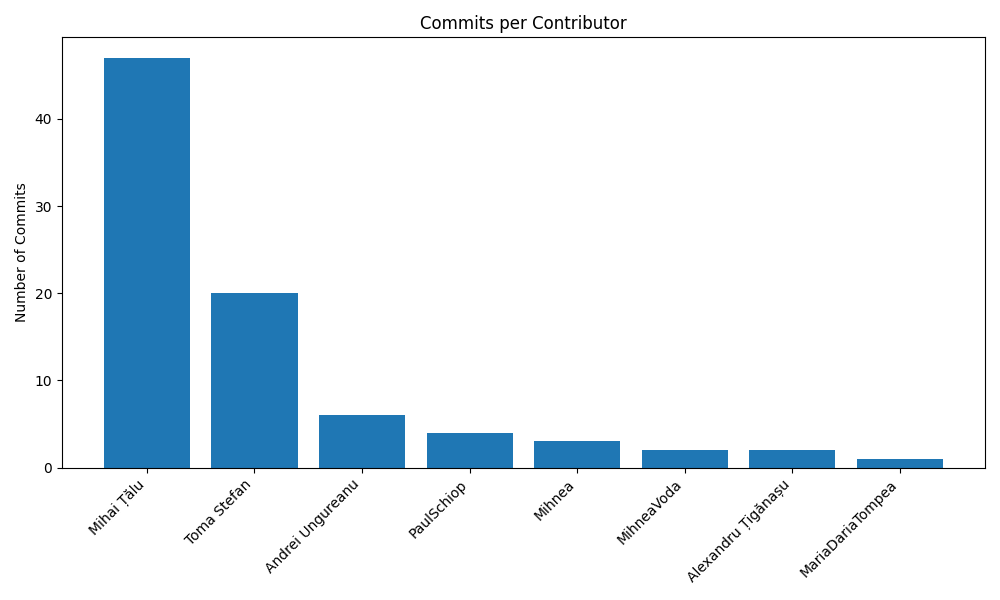 Commits per Contributor
Number of Commits
40
30
20
10
0
Mihai Țălu
Toma Stefan
Andrei Ungureanu
PaulSchiop
Mihnea
MihneaVoda
Alexandru Țigănașu
MariaDariaTompea